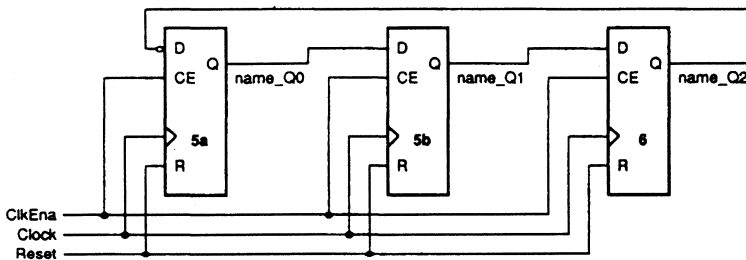 D
Q
name_Q0
CE
5a
R
D
Q
name_Q1
CE
5b
R
D
Q
name_Q2
CE
6
R
ClkEna
Clock
Reset